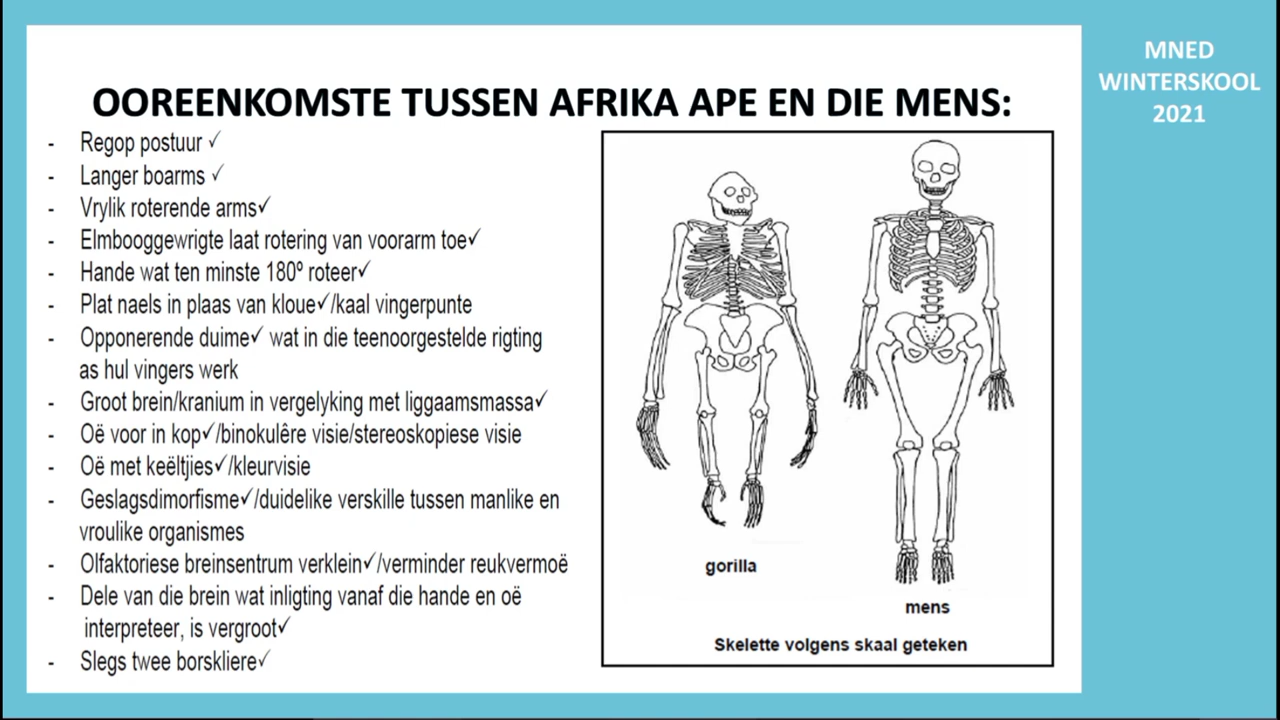 OOREENKOMSTE TUSSEN AFRIKA APE EN DIE MENS:
- Regop postuur ✓
- Langer boarms ✓
- Vrylik roterende arms✓
- Elmbooggewrigte laat rotering van voorarm toe✓
- Hande wat ten minste 180º roteer✓
- Plat naels in plaas van kloue✓/kaal vingerpunte
- Opponerende duime✓ wat in die teenoorgestelde rigting
as hul vingers werk
- Groot brein/kranium in vergelyking met liggaamsmassa✓
- Oë voor in kop✓/binokulêre visie/stereoskopiese visie
- Oë met keëltjies✓/kleurvisie
- Geslagsdimorfisme✓/duidelike verskille tussen manlike en
vroulike organismes
- Olfaktoriese breinsentrum verklein✓/verminder reukvermoë
- Dele van die brein wat inligting vanaf die hande en oë
interpreteer, is vergroot✓
- Slegs twee borskliere✓
gorilla
mens
Skelette volgens skaal geteken
MNED
WINTERSKOOL
2021